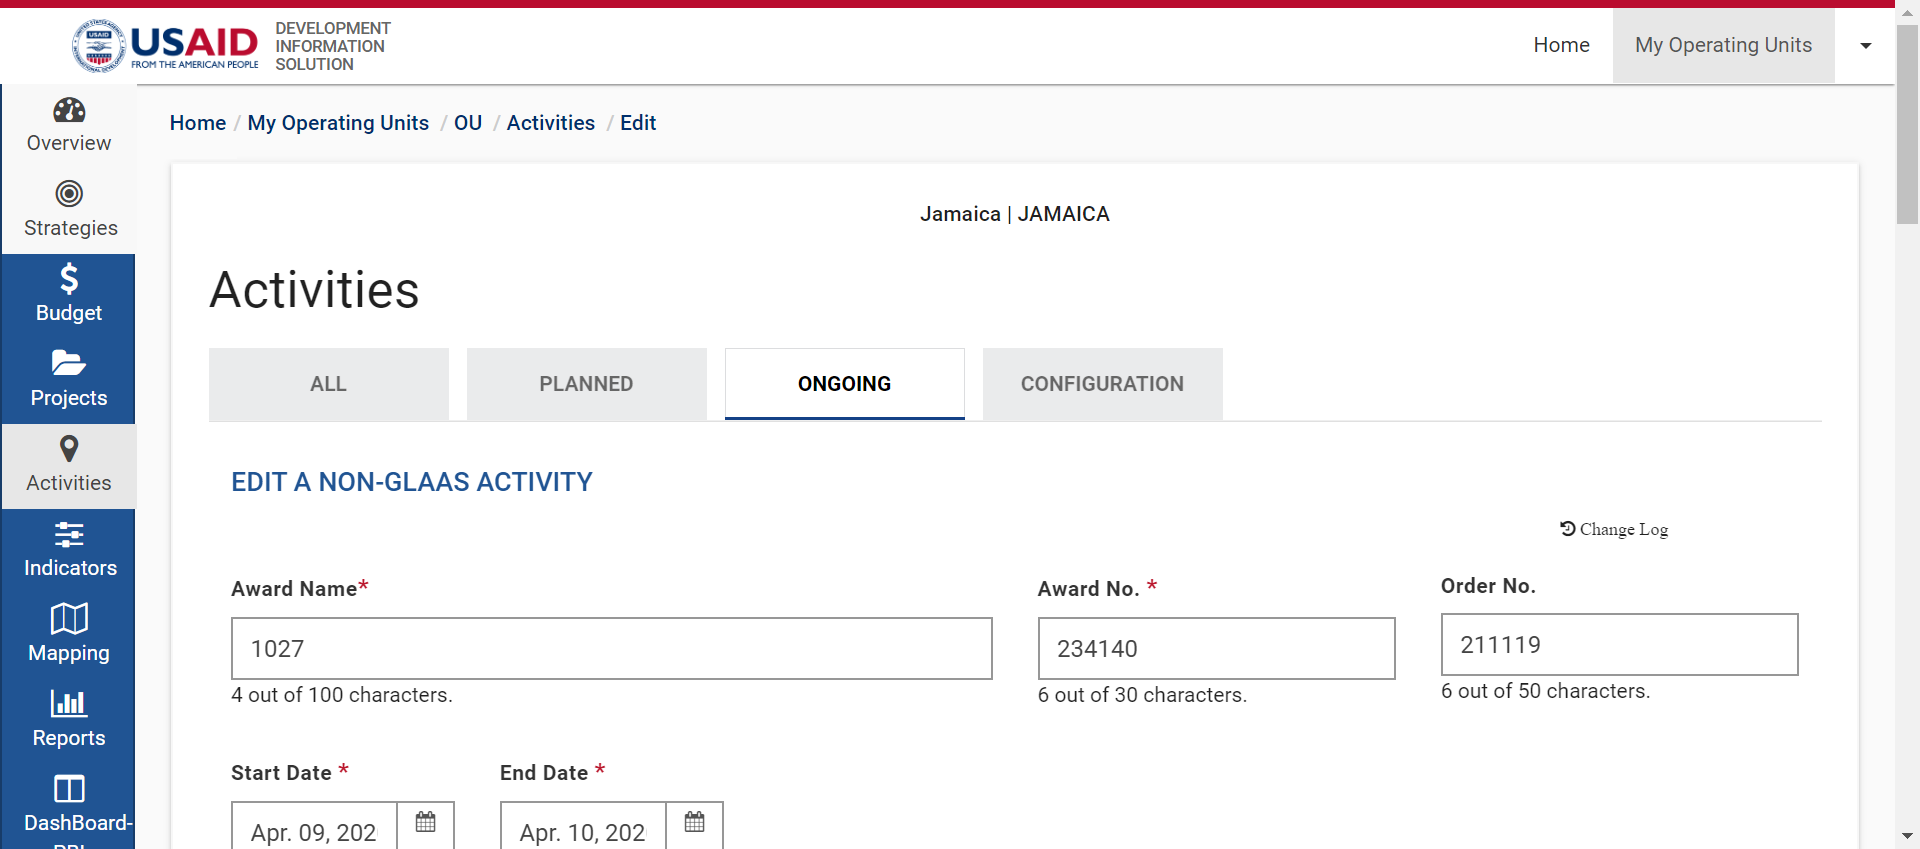 USAID
FROM THE AMERICAN PEOPLE
DEVELOPMENT
INFORMATION
SOLUTION
Home
My Operating Units
Overview
Strategies
Budget
Projects
Activities
Indicators
Mapping
Reports
DashBoard-
Home / My Operating Units / OU / Activities / Edit
Jamaica | JAMAICA
Activities
ALL
PLANNED
ONGOING
CONFIGURATION
EDIT A NON-GLAAS ACTIVITY
Change Log
Award Name*
1027
4 out of 100 characters.
Award No. *
234140
6 out of 30 characters.
Order No.
211119
6 out of 50 characters.
Start Date *
Apr. 09, 202
End Date *
Apr. 10, 202